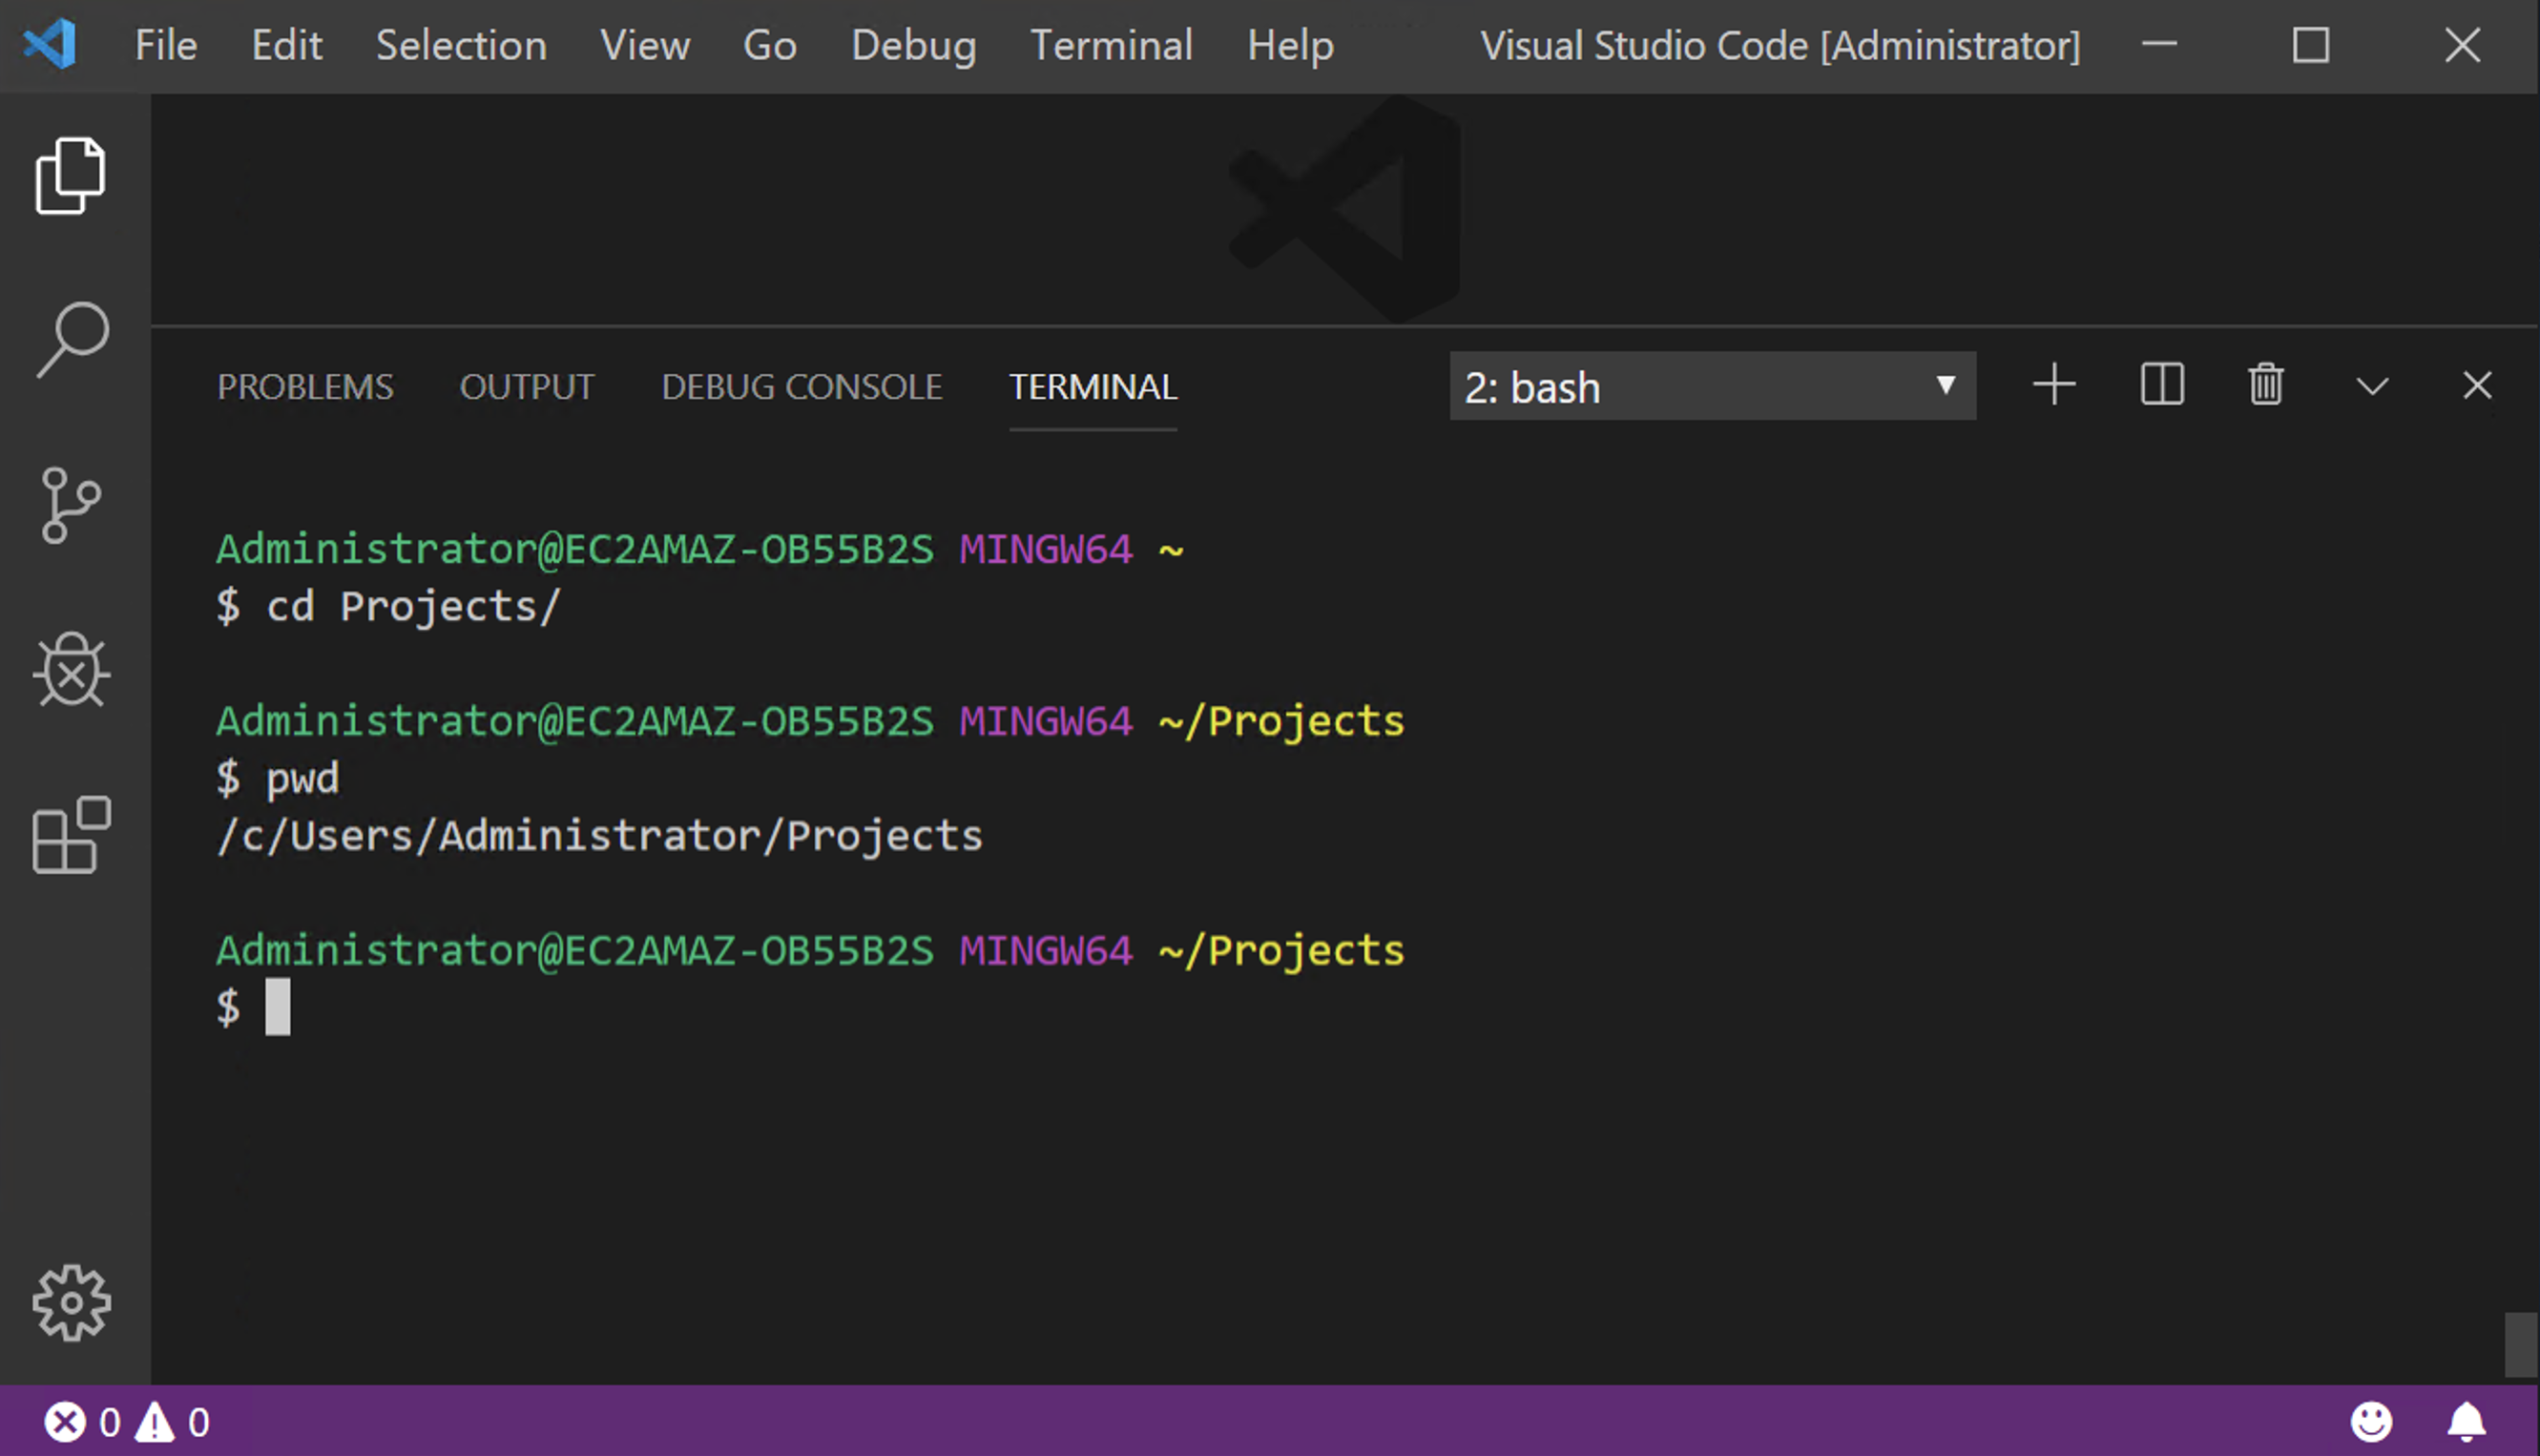 File Edit Selection View Go Debug Terminal Help Visual Studio Code [Administrator]
PROBLEMS OUTPUT DEBUG CONSOLE TERMINAL 2: bash
Administrator@EC2AMAZ-OB55B2S MINGW64 ~
$ cd Projects/
Administrator@EC2AMAZ-OB55B2S MINGW64 ~/Projects
$ pwd
/c/Users/Administrator/Projects
Administrator@EC2AMAZ-OB55B2S MINGW64 ~/Projects
$
0 0